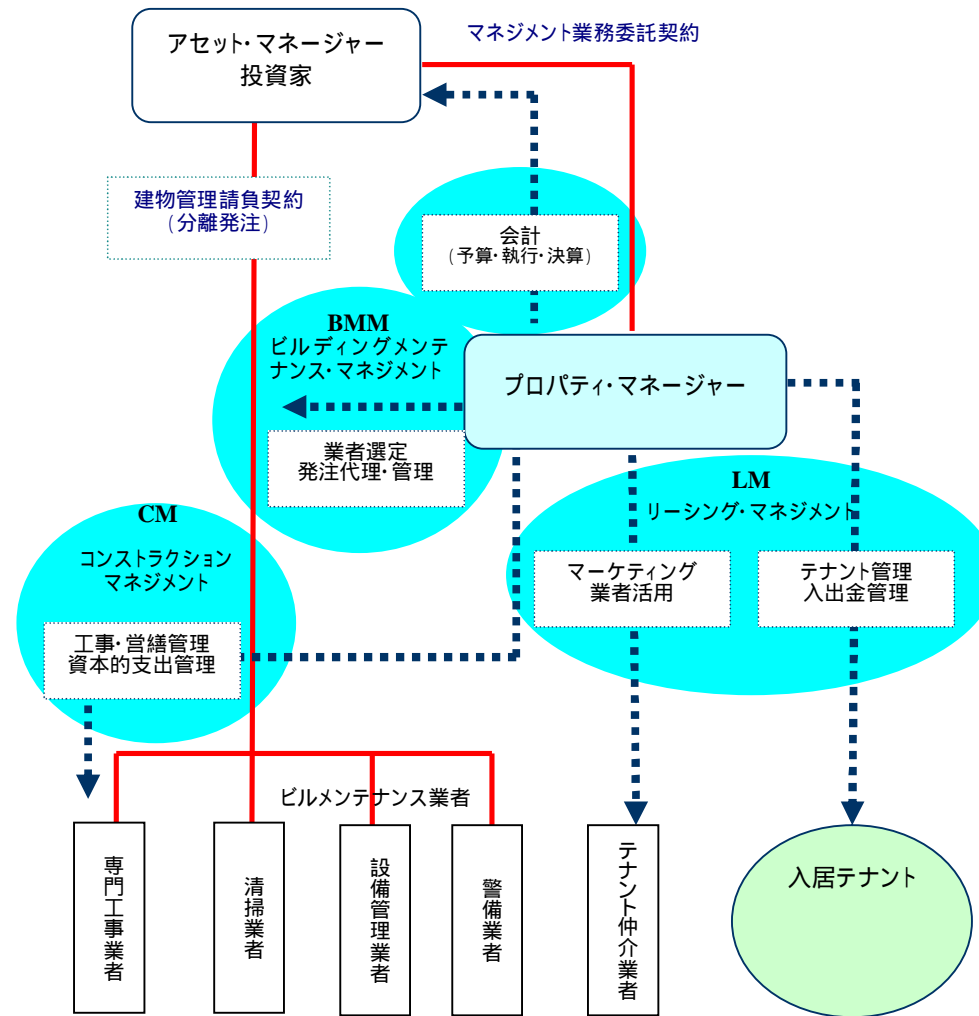 マネジメント業務委託契約
アセット・マネージャー
投資家
建物管理請負契約
(分離発注)
会計
(予算・執行・決算)
BMM
ビルディングメンテ
ナンス・マネジメント
プロパティ・マネージャー
業者選定
発注代理・管理
LM
リーシング・マネジメント
CM
コンストラクション
マネジメント
マーケティング
業者活用
テナント管理
入出金管理
工事・営繕管理
資本的支出管理
ビルメンテナンス業者
専門工事業者
清掃業者
設備管理業者
警備業者
テナント仲介業者
入居テナント